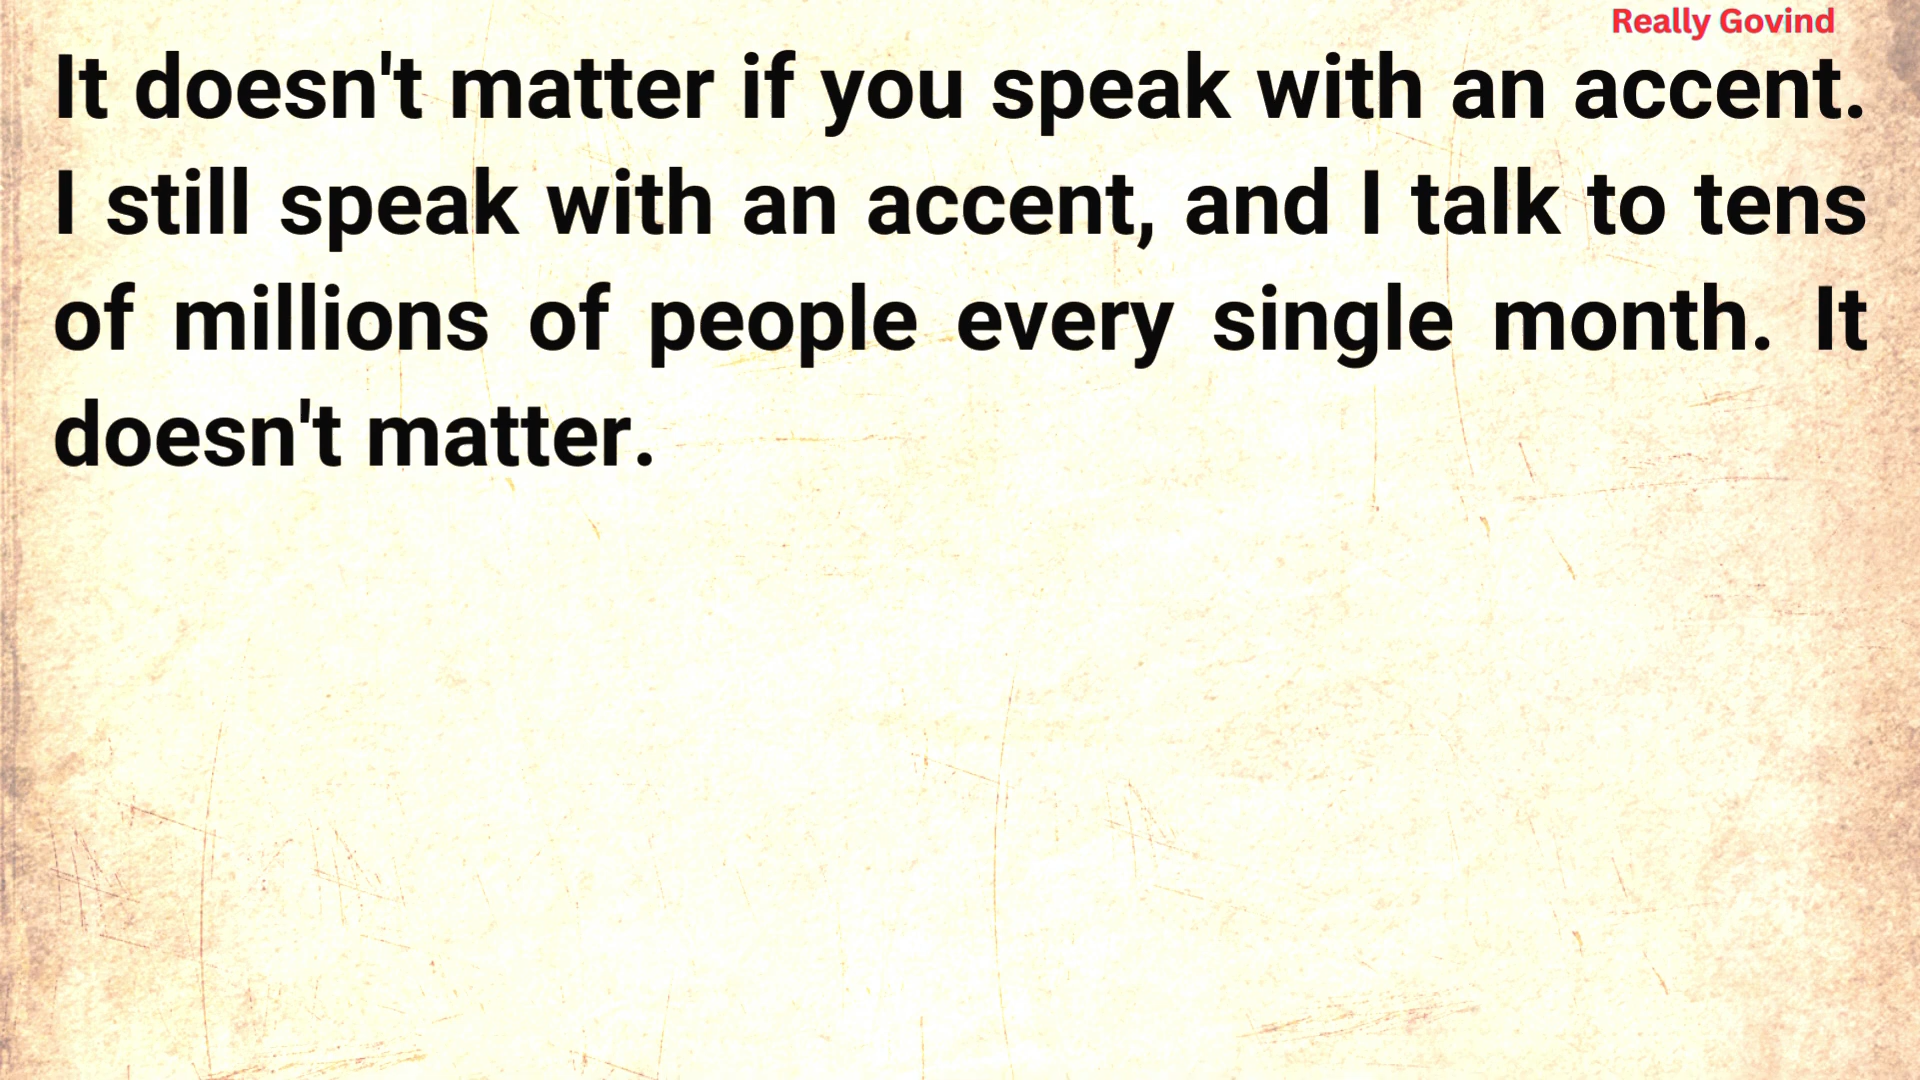 Really Govind
It doesn't matter if you speak with an accent.
I still speak with an accent, and I talk to tens
of millions of people every single month. It
doesn't matter.